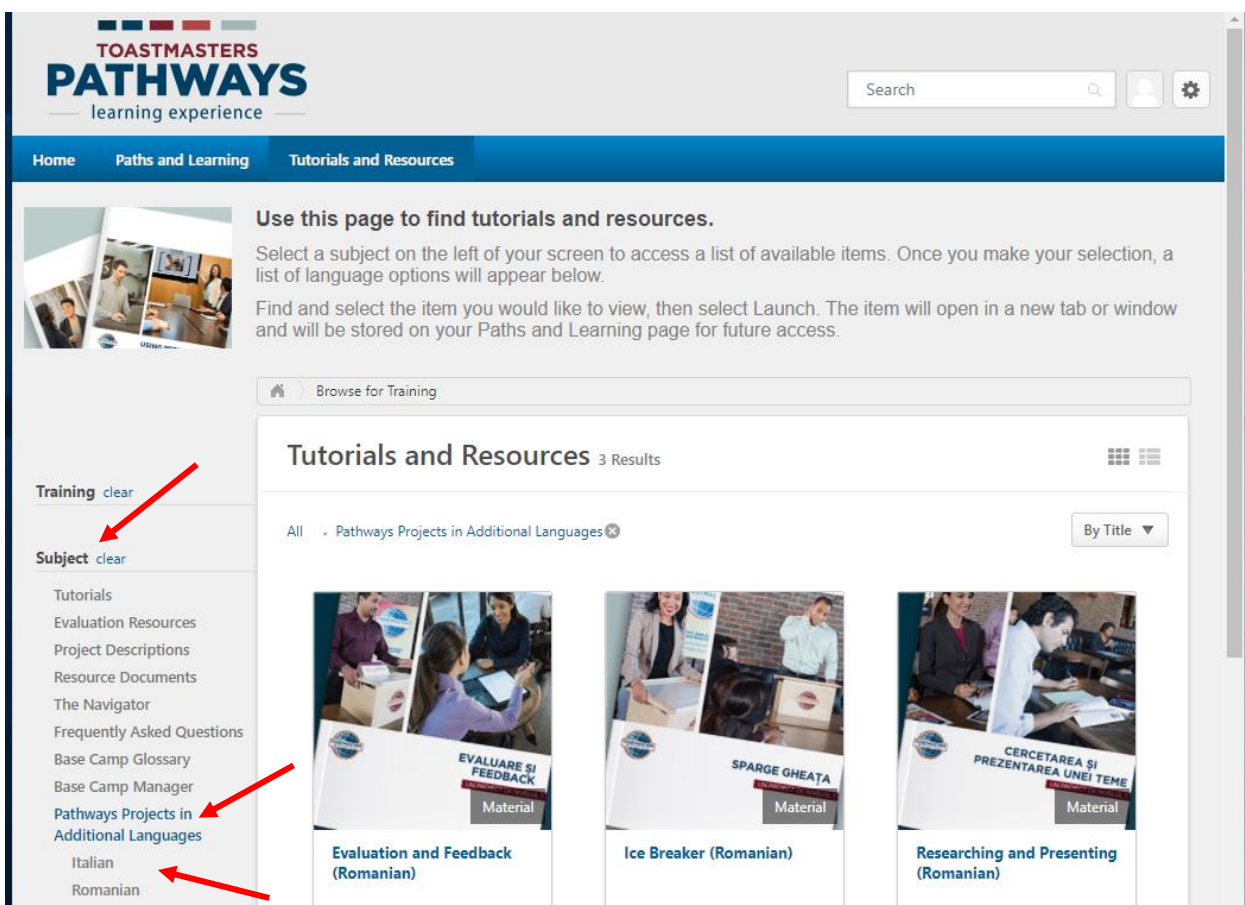 TOASTMASTERS
PATHWAYS
learning experience
Search
Home
Paths and Learning
Tutorials and Resources
Use this page to find tutorials and resources.
Select a subject on the left of your screen to access a list of available items. Once you make your selection, a
list of language options will appear below.
Find and select the item you would like to view, then select Launch. The item will open in a new tab or window
and will be stored on your Paths and Learning page for future access.
Browse for Training
Tutorials and Resources 3 Results
Training clear
All • Pathways Projects in Additional Languages
By Title
Subject clear
Tutorials
Evaluation Resources
Project Descriptions
Resource Documents
The Navigator
Frequently Asked Questions
Base Camp Glossary
Base Camp Manager
Pathways Projects in
Additional Languages
Italian
Romanian
EVALUARE ȘI
FEEDBACK
Material
Evaluation and Feedback
(Romanian)
SPARGE GHEAȚA
Material
Ice Breaker (Romanian)
CERCETAREA ȘI
PREZENTAREA UNEI TEME
Material
Researching and Presenting
(Romanian)